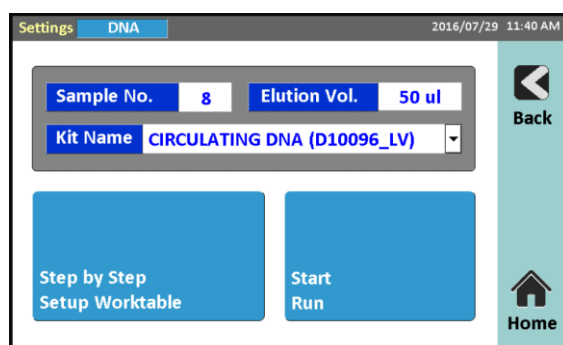 Settings DNA 2016/07/29 11:40 AM
Sample No. 8 Elution Vol. 50 ul
Back
Kit Name CIRCULATING DNA (D10096_LV)
Step by Step
Setup Worktable
Start
Run
Home